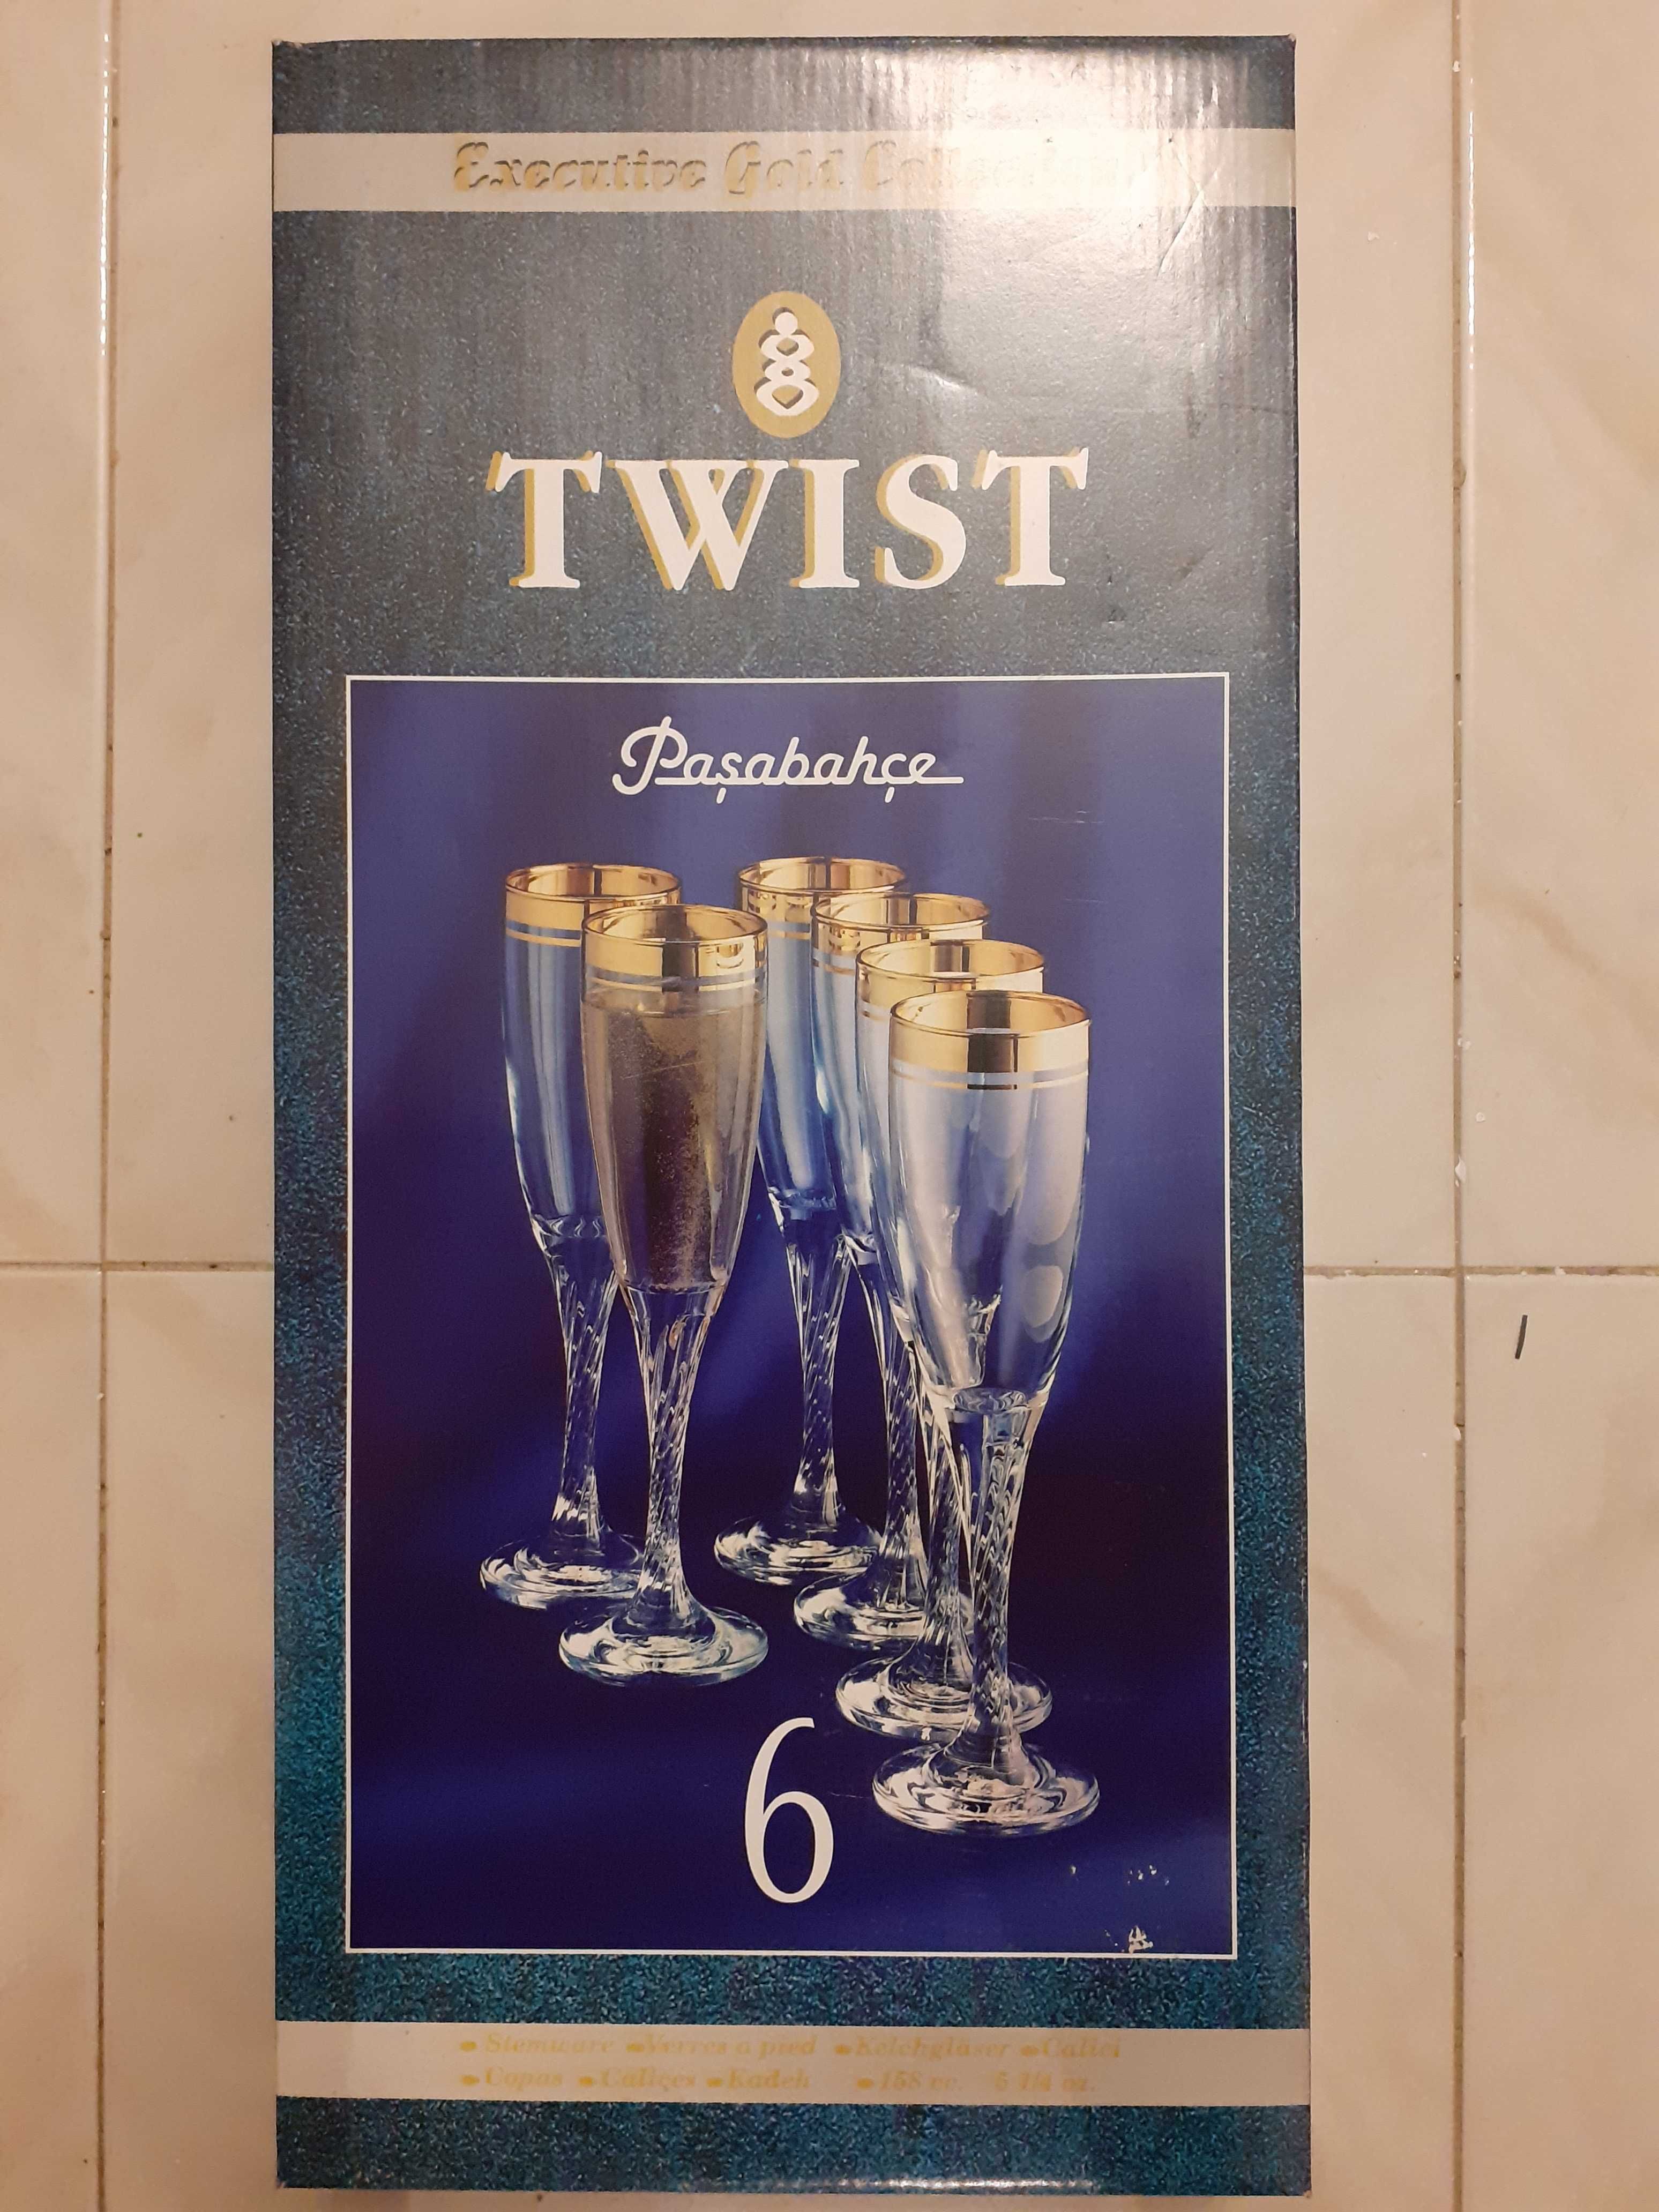 Executive Gold Collection
TWIST
Paşabahçe
6
Stemware Verres a pied Kelchgläser Calici
Copas Cálices Kadeh 158 cc. 5 1/4 oz.